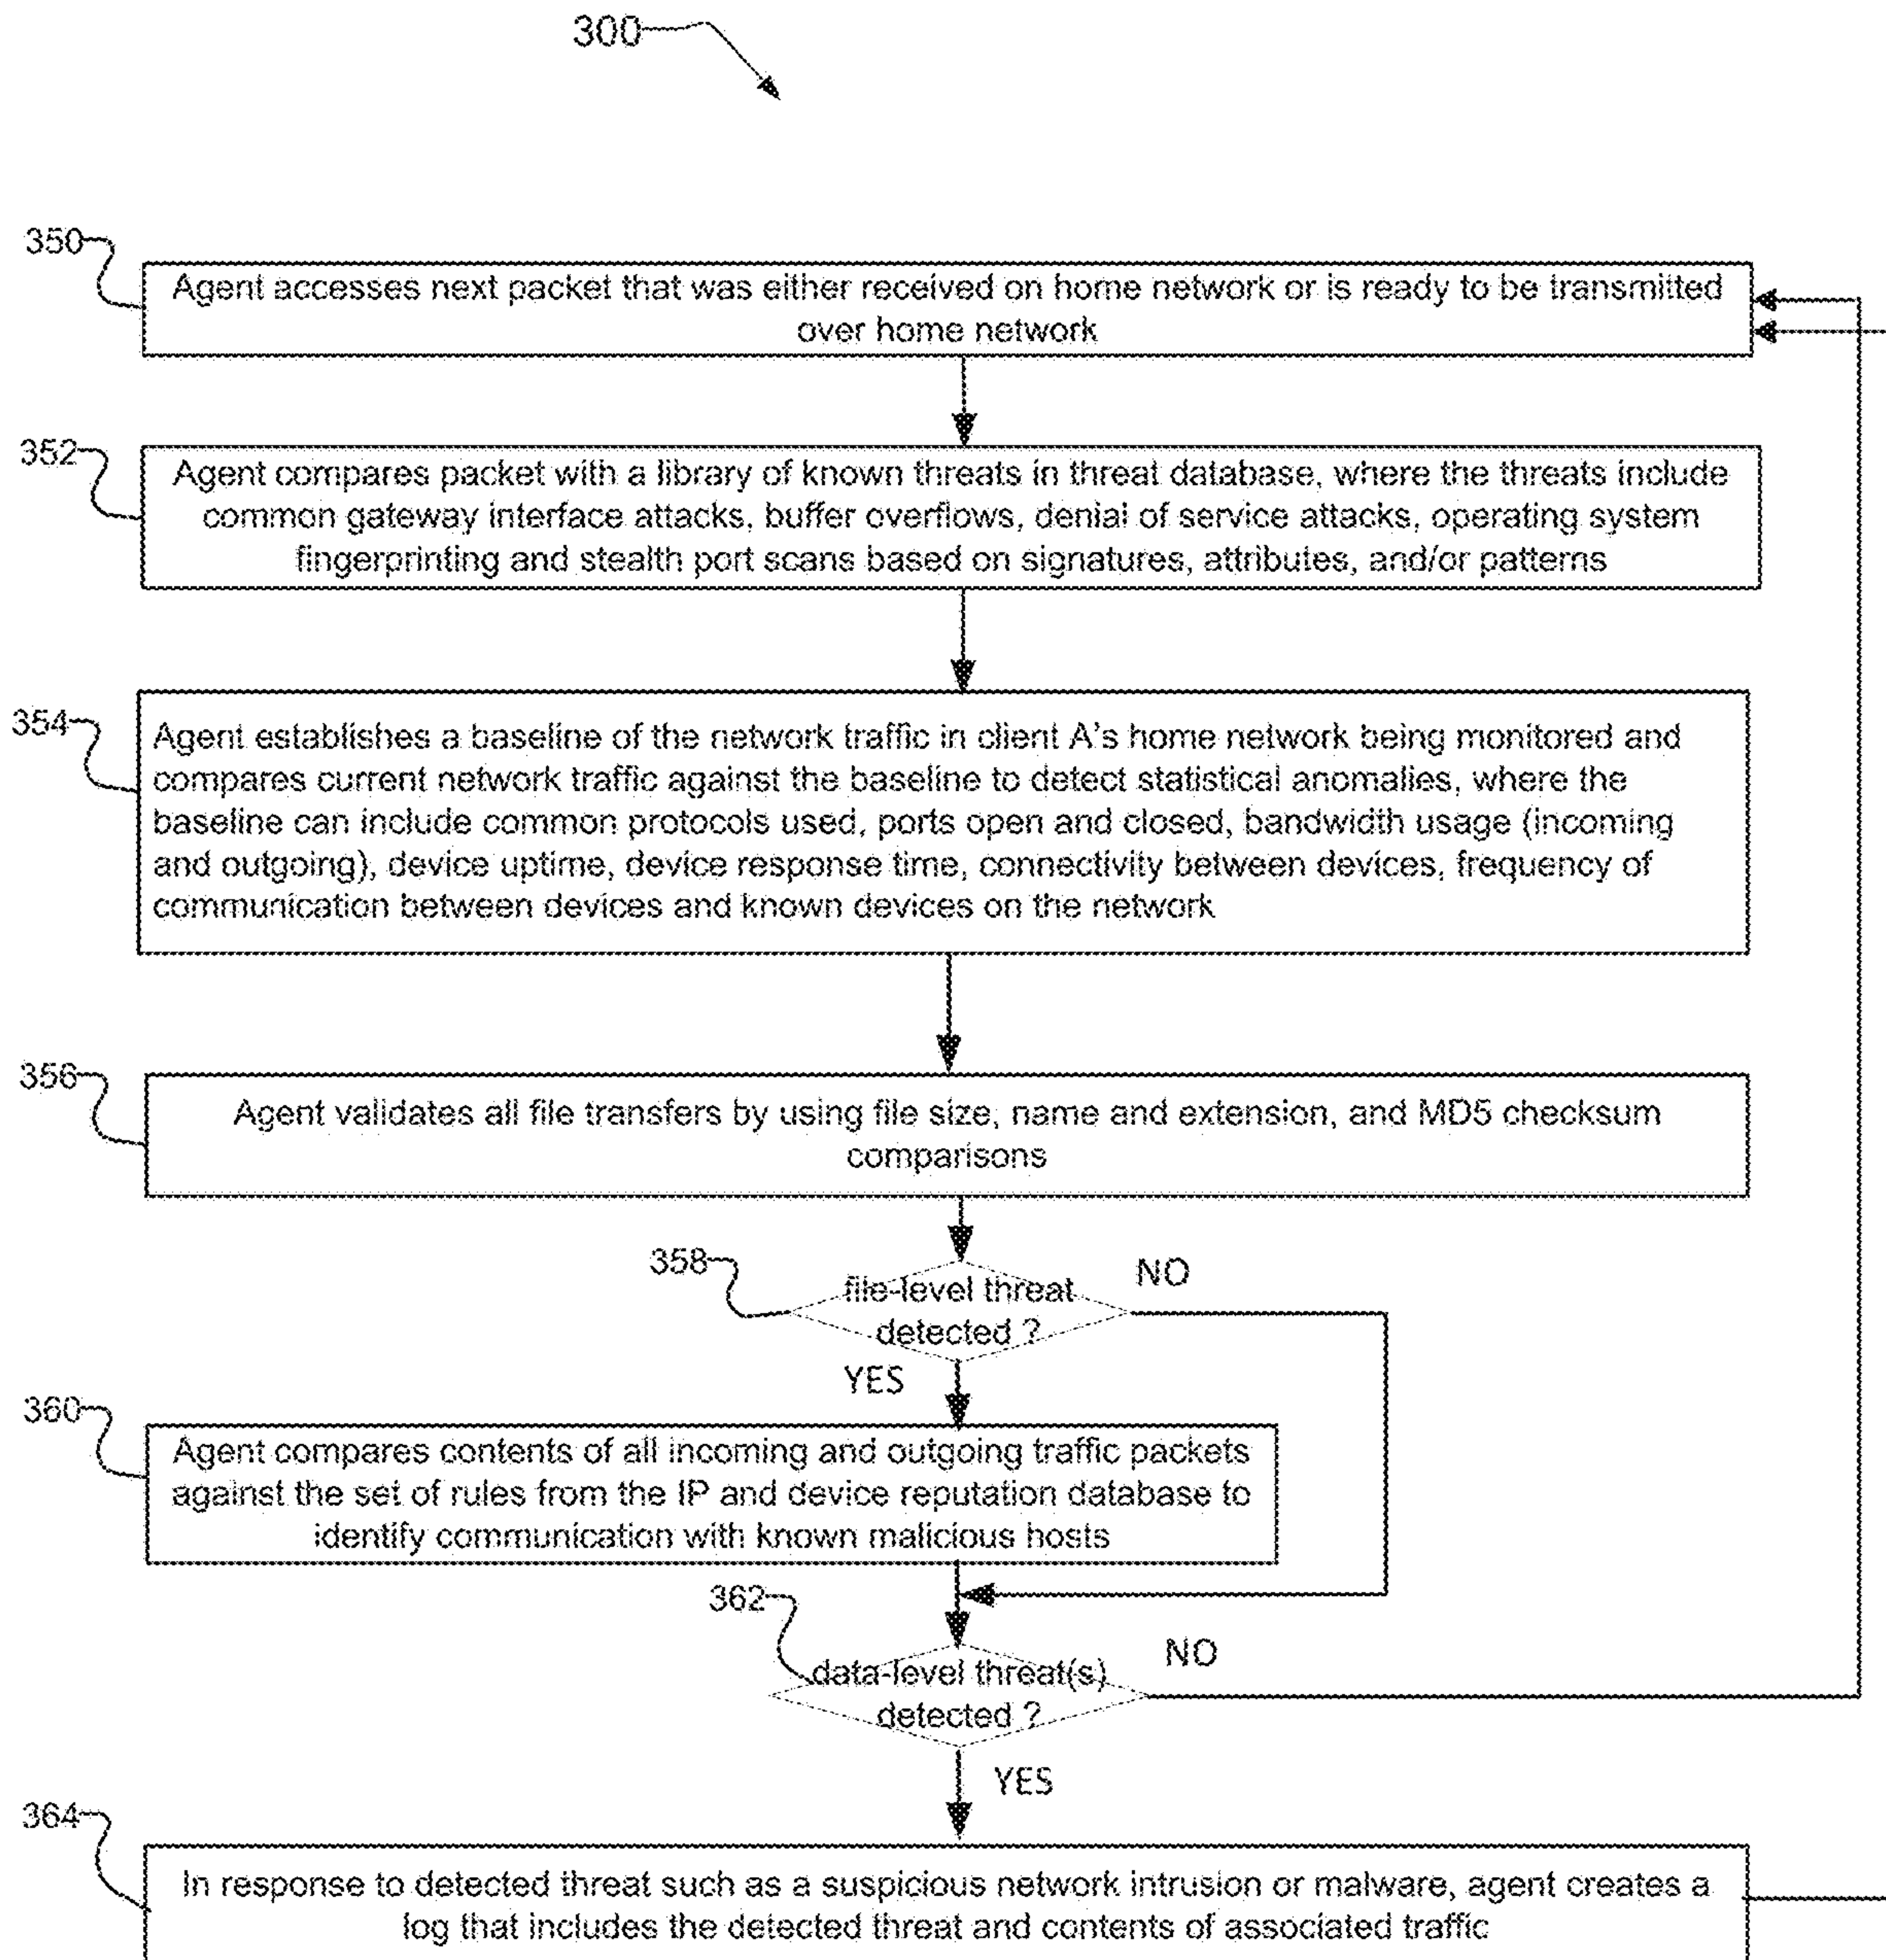 300
350
Agent accesses next packet that was either received on home network or is ready to be transmitted
over home network
352
Agent compares packet with a library of known threats in threat database, where the threats include
common gateway interface attacks, buffer overflows, denial of service attacks, operating system
fingerprinting and stealth port scans based on signatures, attributes, and/or patterns
354
Agent establishes a baseline of the network traffic in client A's home network being monitored and
compares current network traffic against the baseline to detect statistical anomalies, where the
baseline can include common protocols used, ports open and closed, bandwidth usage (incoming
and outgoing), device uptime, device response time, connectivity between devices, frequency of
communication between devices and known devices on the network
356
Agent validates all file transfers by using file size, name and extension, and MD5 checksum
comparisons
358
file-level threat
detected ?
NO
YES
360
Agent compares contents of all incoming and outgoing traffic packets
against the set of rules from the IP and device reputation database to
identify communication with known malicious hosts
362
data-level threat(s)
detected ?
NO
YES
364
In response to detected threat such as a suspicious network intrusion or malware, agent creates a
log that includes the detected threat and contents of associated traffic